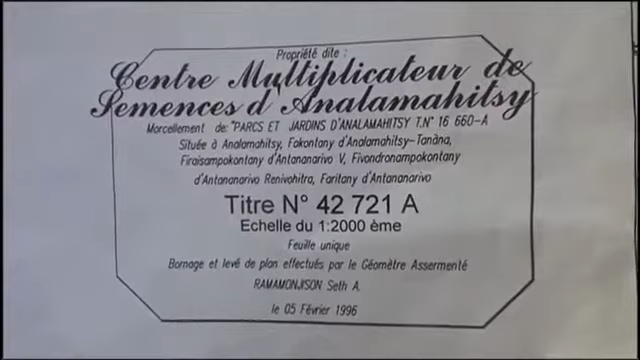 Propriété dite :
Centre Multiplicateur de
Semences d'Analamahitsy
Morcellement de: "PARCS ET JARDINS D'ANALAMAHITSY T.N° 16 660-A
Située à Analamahitsy, Fokontany d'Analamahitsy-Tanàna,
Firaisampokontany d'Antananarivo V, Fivondronampokontany
d'Antananarivo Renivohitra, Faritany d'Antananarivo
Titre N° 42 721 A
Echelle du 1:2000 ème
Feuille unique
Bornage et levé de plan effectués par le Géomètre Assermenté
RAMAMONJISON Seth A.
le 05 Février 1996